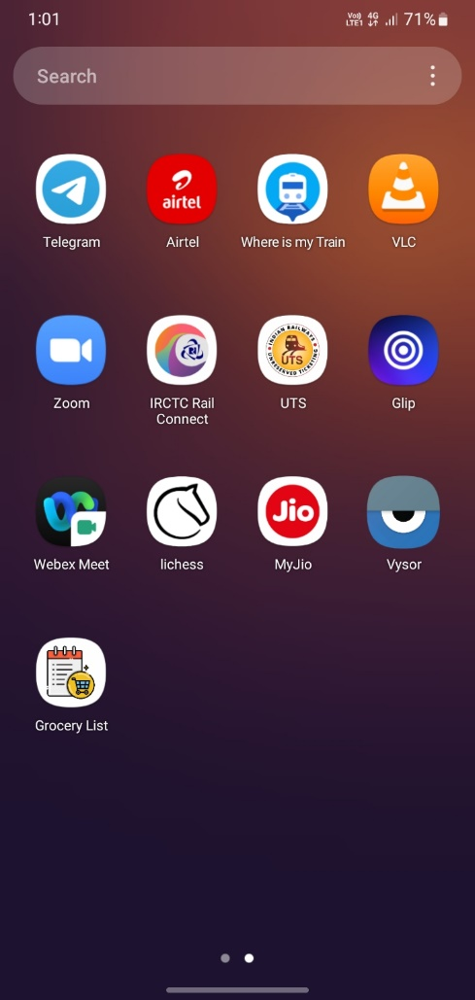 1:01 Vo) LTE1 4G 71%
Search
airtel
Telegram Airtel Where is my Train VLC
INDIAN RAILWAYS
UTS
UNRESERVED TICKETING
Zoom IRCTC Rail Connect UTS Glip
Jio
Webex Meet lichess MyJio Vysor
Grocery List